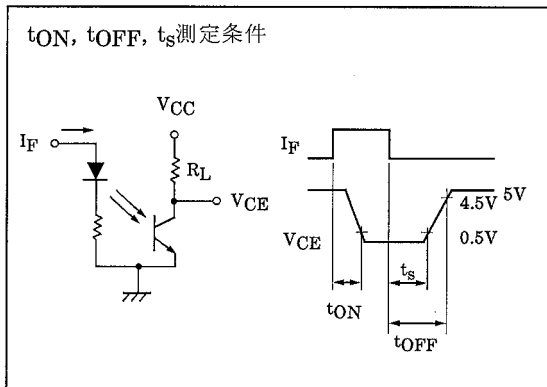 tON, tOFF, ts測定条件
VCC
IF
RL
VCE
IF
5V
4.5V
VCE
0.5V
ts
tON
tOFF